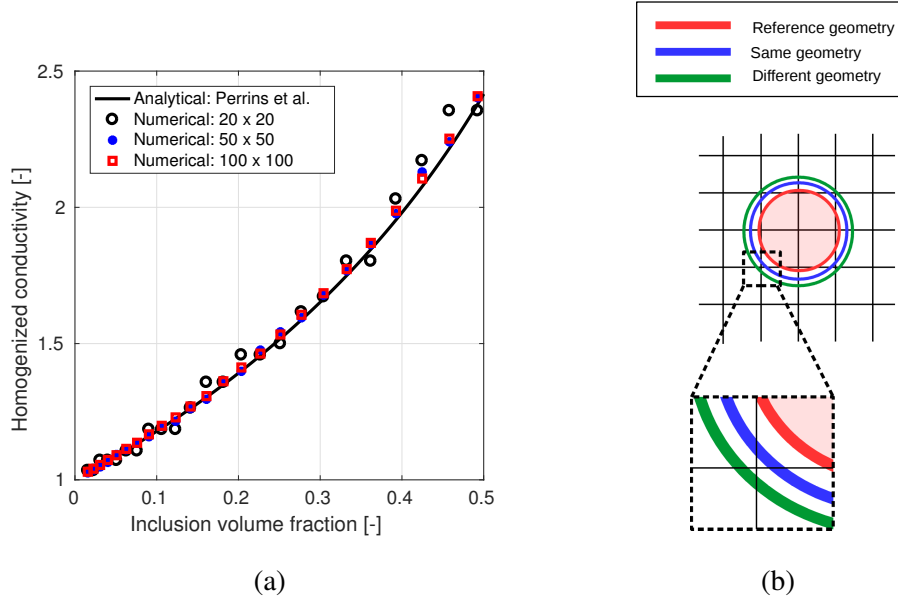 2.5
2
1.5
1
0
0.1
0.2
0.3
0.4
0.5
Homogenized conductivity [-]
Inclusion volume fraction [-]
Analytical: Perrins et al.
Numerical: 20 x 20
Numerical: 50 x 50
Numerical: 100 x 100
(a)
Reference geometry
Same geometry
Different geometry
(b)